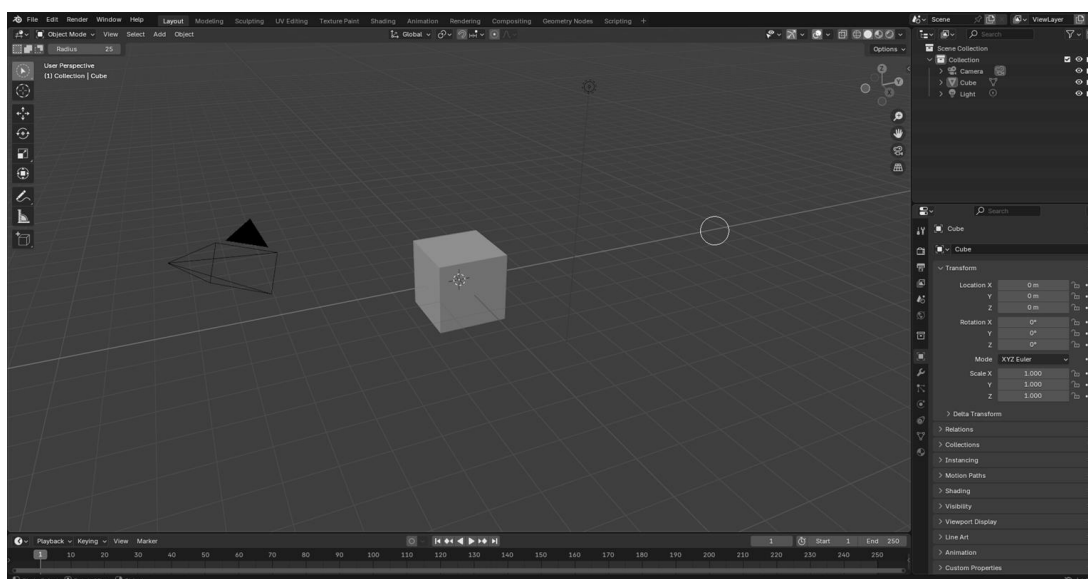 File Edit Render Window Help Layout Modeling Sculpting UV Editing Texture Paint Shading Animation Rendering Compositing Geometry Nodes Scripting + Scene ViewLayer
Object Mode View Select Add Object Global Search
Radius 25 Options
User Perspective
(1) Collection | Cube
Z
Y
X
Scene Collection
Collection
Camera
Cube
Light
Search
Cube
Cube
Transform
Location X 0 m
Y 0 m
Z 0 m
Rotation X 0°
Y 0°
Z 0°
Mode XYZ Euler
Scale X 1.000
Y 1.000
Z 1.000
Delta Transform
Relations
Collections
Instancing
Motion Paths
Shading
Visibility
Viewport Display
Line Art
Animation
Custom Properties
Playback Keying View Marker 1 Start 1 End 250
1 10 20 30 40 50 60 70 80 90 100 110 120 130 140 150 160 170 180 190 200 210 220 230 240 250